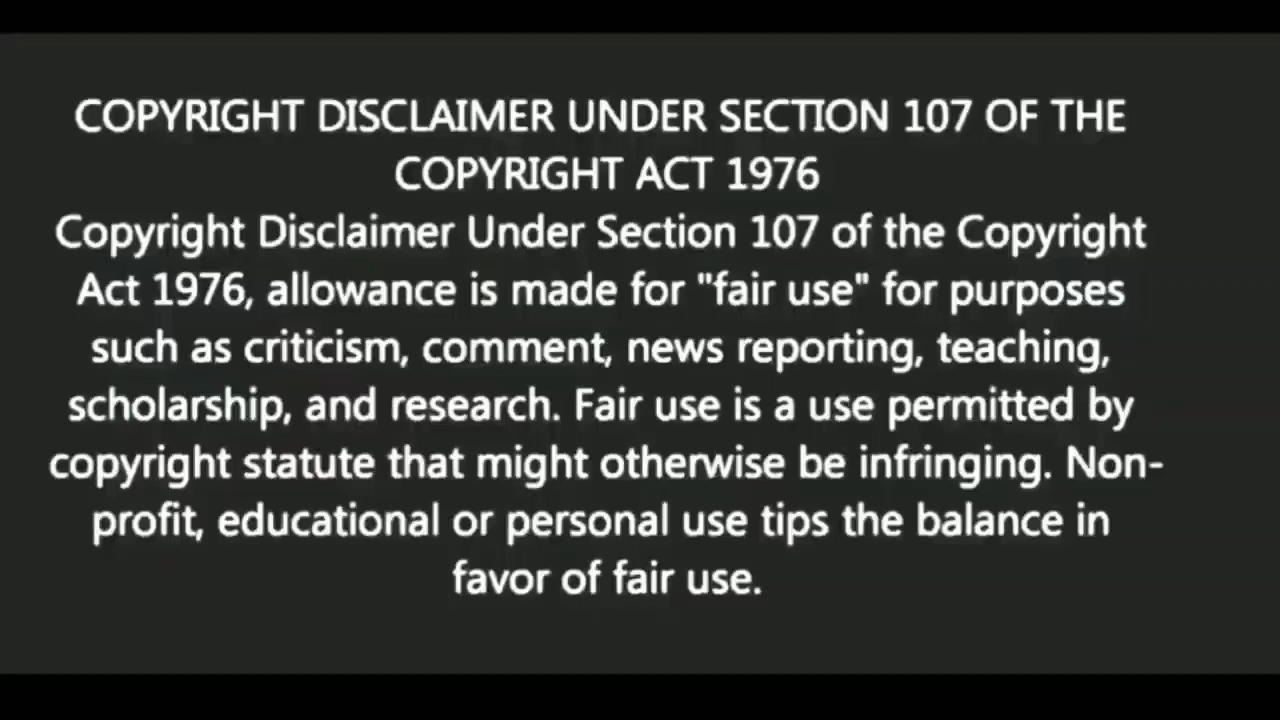 COPYRIGHT DISCLAIMER UNDER SECTION 107 OF THE
COPYRIGHT ACT 1976
Copyright Disclaimer Under Section 107 of the Copyright
Act 1976, allowance is made for "fair use" for purposes
such as criticism, comment, news reporting, teaching,
scholarship, and research. Fair use is a use permitted by
copyright statute that might otherwise be infringing. Non-
profit, educational or personal use tips the balance in
favor of fair use.